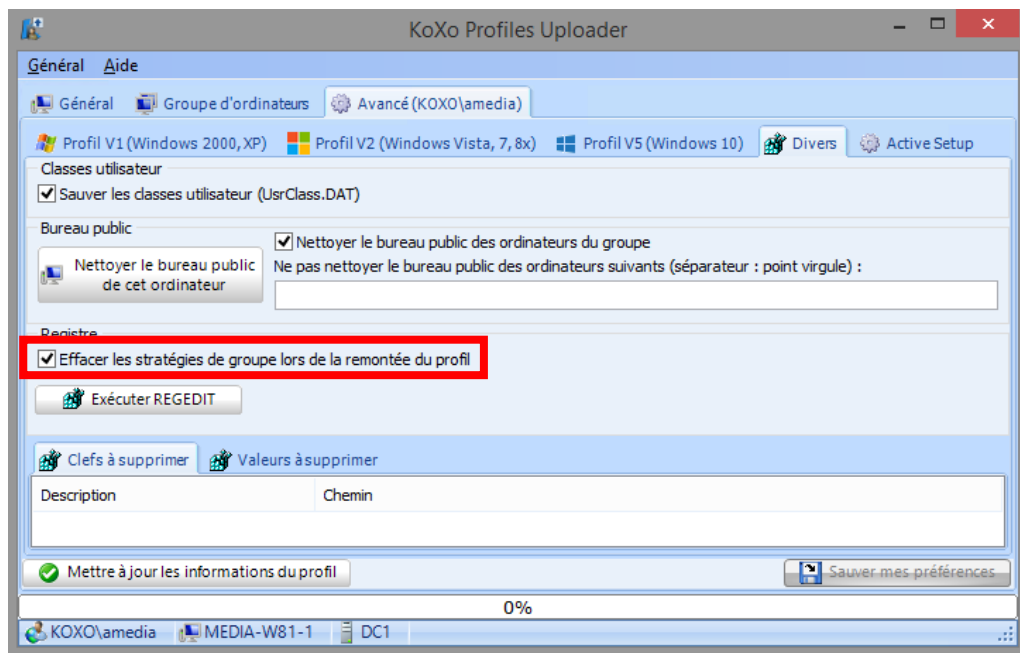 KoXo Profiles Uploader
Général Aide
Général Groupe d'ordinateurs Avancé (KOXO\amedia)
Profil V1 (Windows 2000, XP) Profil V2 (Windows Vista, 7, 8x) Profil V5 (Windows 10) Divers Active Setup
Classes utilisateur
Sauver les classes utilisateur (UsrClass.DAT)
Bureau public
Nettoyer le bureau public des ordinateurs du groupe
Nettoyer le bureau public
de cet ordinateur
Ne pas nettoyer le bureau public des ordinateurs suivants (séparateur : point virgule) :
Registre
Effacer les stratégies de groupe lors de la remontée du profil
Exécuter REGEDIT
Clefs à supprimer Valeurs à supprimer
Description Chemin
Mettre à jour les informations du profil Sauver mes préférences
0%
KOXO\amedia MEDIA-W81-1 DC1